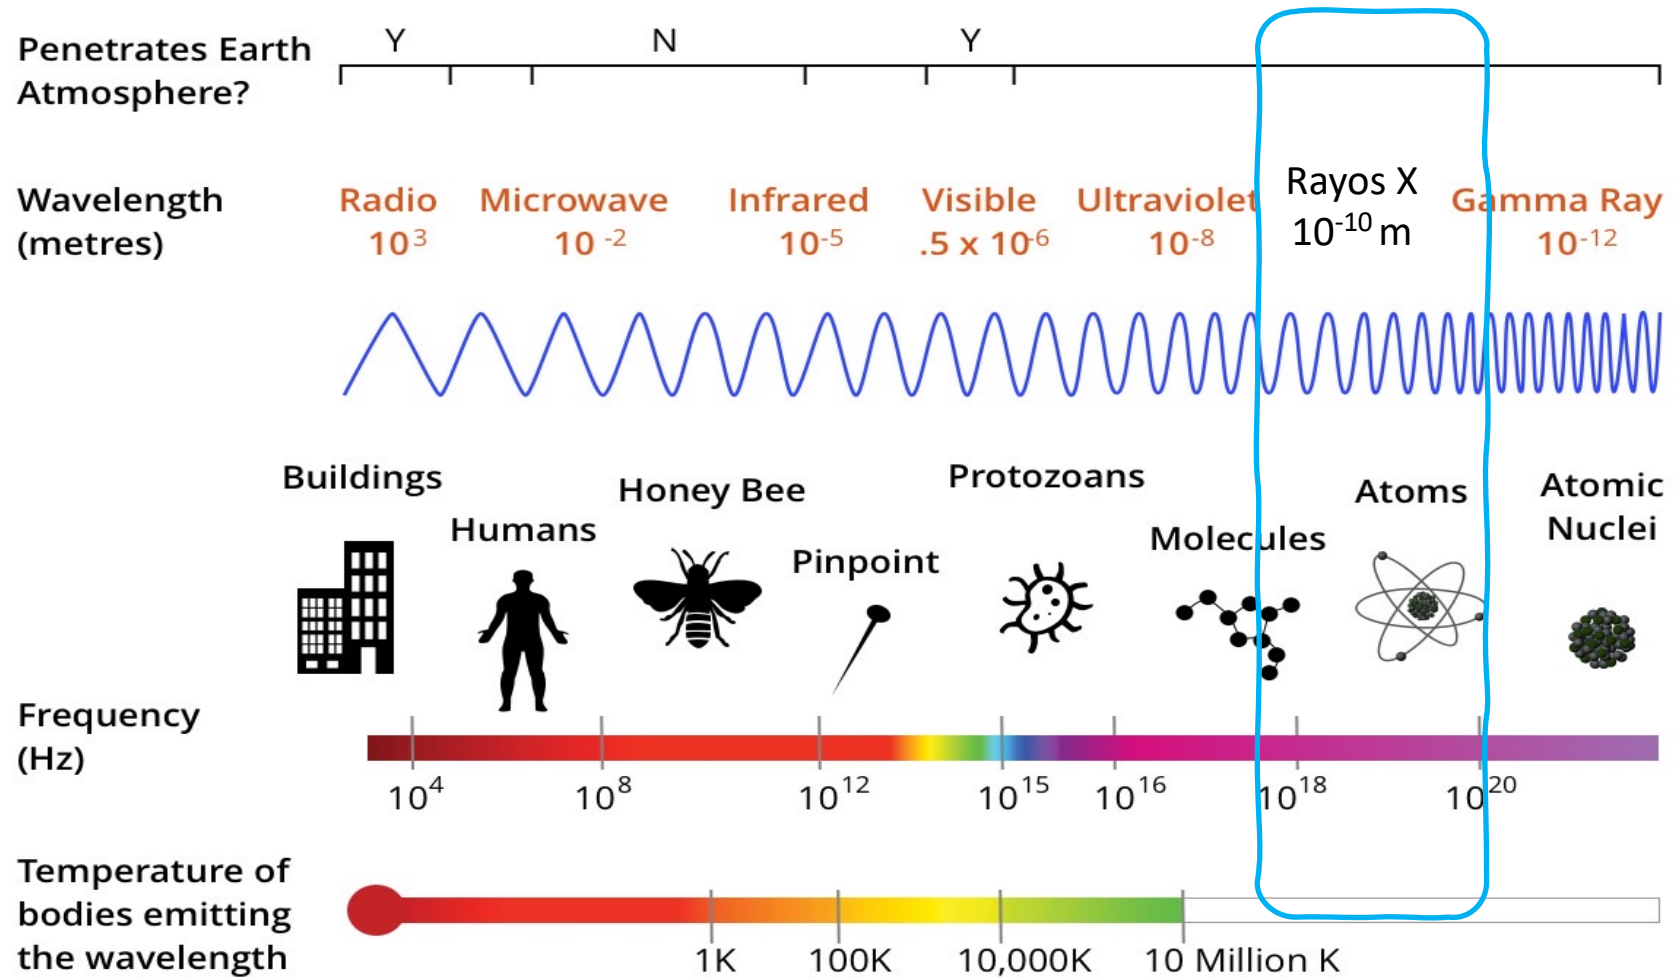 Penetrates Earth
Atmosphere?
Y N Y
Wavelength
(metres)
Radio
10³
Microwave
10 ⁻²
Infrared
10⁻⁵
Visible
.5 x 10⁻⁶
Ultraviolet
10⁻⁸
Rayos X
10⁻¹⁰ m
Gamma Ray
10⁻¹²
Buildings
Humans
Honey Bee
Pinpoint
Protozoans
Molecules
Atoms
Atomic
Nuclei
Frequency
(Hz)
10⁴ 10⁸ 10¹² 10¹⁵ 10¹⁶ 10¹⁸ 10²⁰
Temperature of
bodies emitting
the wavelength
1K 100K 10,000K 10 Million K